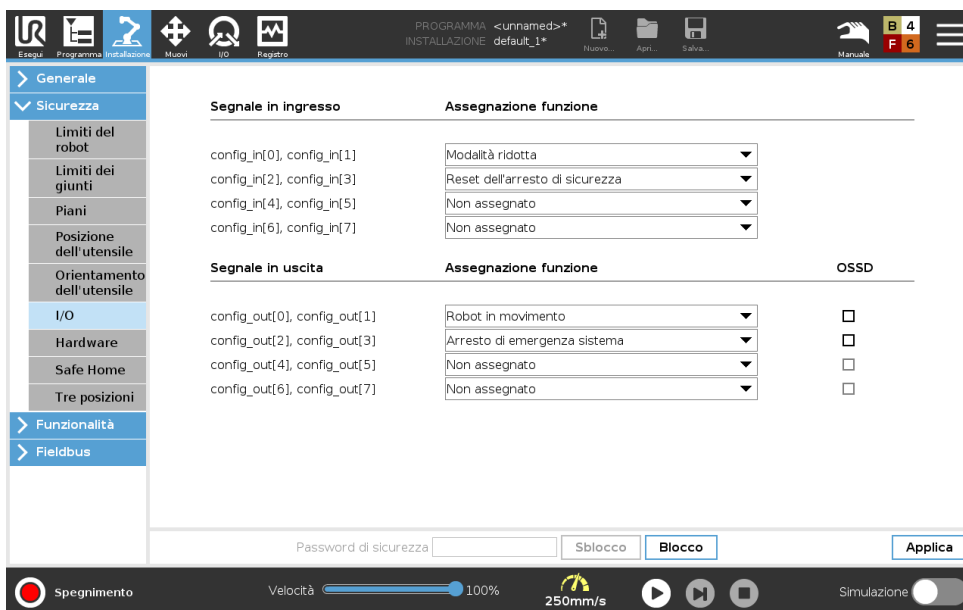 PROGRAMMA <unnamed>*
INSTALLAZIONE default_1*
Esegui Programma Installazione Muovi I/O Registro Nuovo... Apri... Salva... Manuale
B 4
F 6
Generale
Sicurezza
Limiti del
robot
Limiti dei
giunti
Piani
Posizione
dell'utensile
Orientamento
dell'utensile
I/O
Hardware
Safe Home
Tre posizioni
Funzionalità
Fieldbus
Segnale in ingresso Assegnazione funzione
config_in[0], config_in[1] Modalità ridotta
config_in[2], config_in[3] Reset dell'arresto di sicurezza
config_in[4], config_in[5] Non assegnato
config_in[6], config_in[7] Non assegnato
Segnale in uscita Assegnazione funzione OSSD
config_out[0], config_out[1] Robot in movimento
config_out[2], config_out[3] Arresto di emergenza sistema
config_out[4], config_out[5] Non assegnato
config_out[6], config_out[7] Non assegnato
Password di sicurezza Sblocco Blocco Applica
Spegnimento Velocità 100% 250mm/s Simulazione